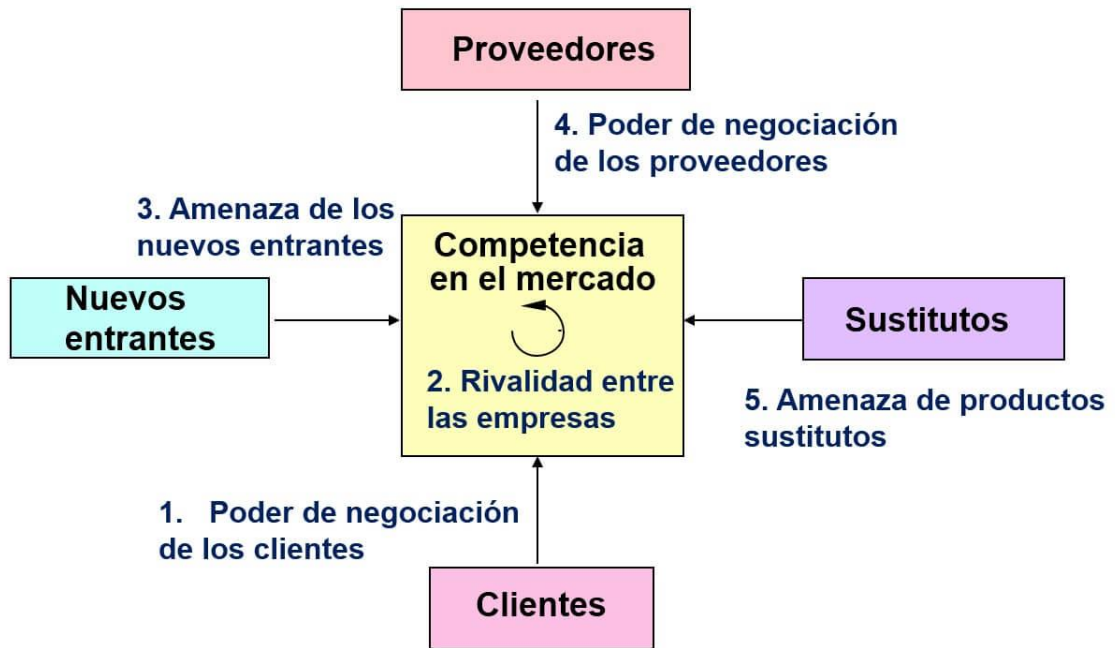 Proveedores
4. Poder de negociación
de los proveedores
3. Amenaza de los
nuevos entrantes
Competencia
en el mercado
Nuevos
entrantes
2. Rivalidad entre
las empresas
Sustitutos
5. Amenaza de productos
sustitutos
1. Poder de negociación
de los clientes
Clientes